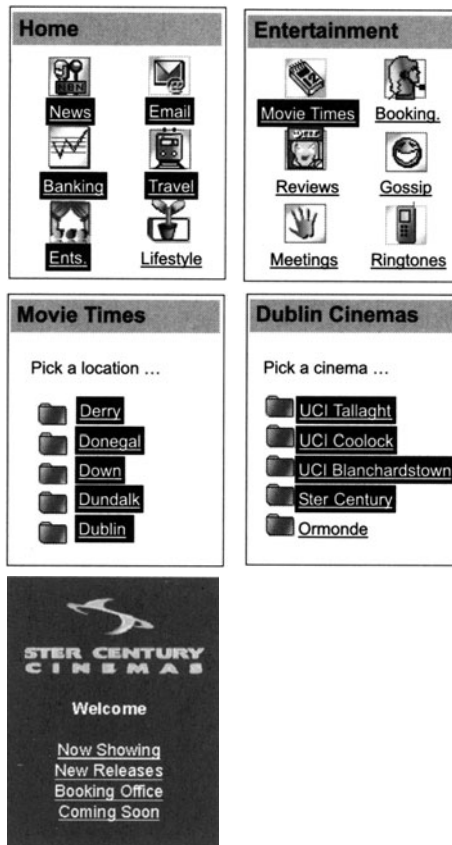 Home
News Email
Banking Travel
Ents. Lifestyle
Entertainment
Movie Times Booking.
Reviews Gossip
Meetings Ringtones
Movie Times
Pick a location ...
Derry
Donegal
Down
Dundalk
Dublin
Dublin Cinemas
Pick a cinema ...
UCI Tallaght
UCI Coolock
UCI Blanchardstown
Ster Century
Ormonde
STER CENTURY
CINEMAS
Welcome
Now Showing
New Releases
Booking Office
Coming Soon